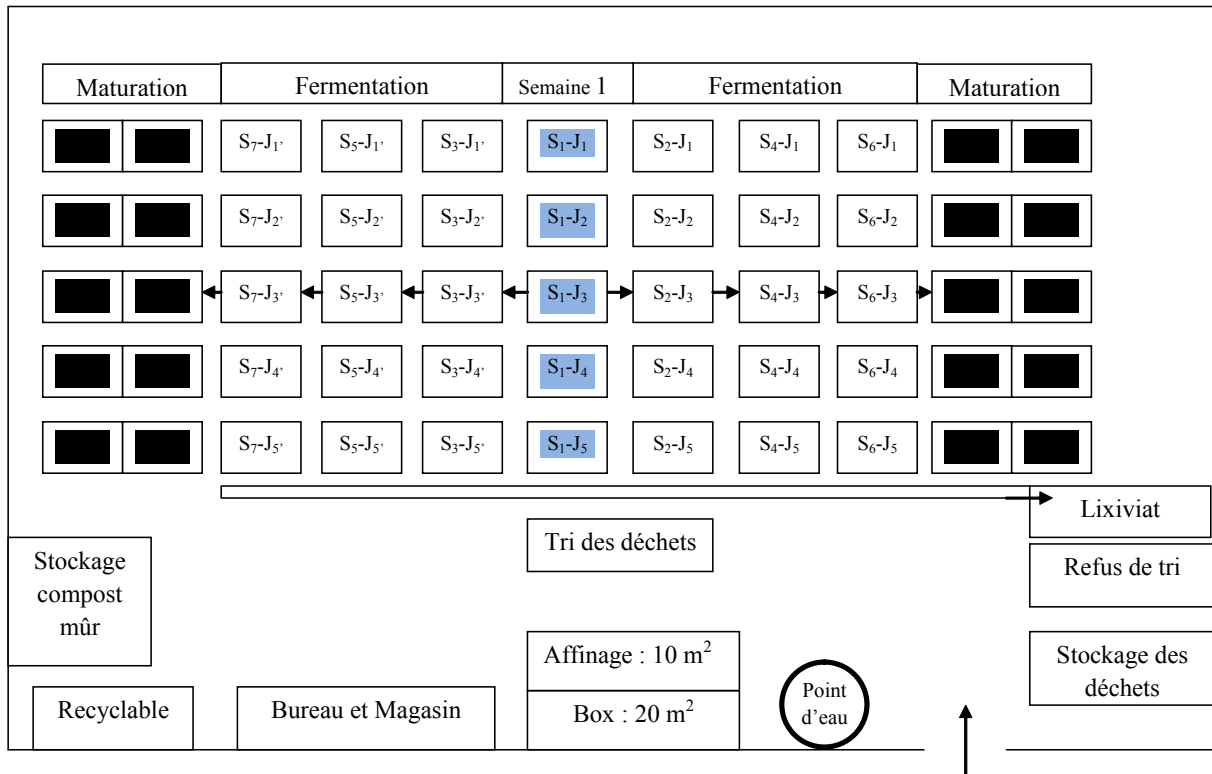 Maturation Fermentation Semaine 1 Fermentation Maturation
S₇-J₁’ S₅-J₁’ S₃-J₁’ S₁-J₁ S₂-J₁ S₄-J₁ S₆-J₁
S₇-J₂’ S₅-J₂’ S₃-J₂’ S₁-J₂ S₂-J₂ S₄-J₂ S₆-J₂
S₇-J₃’ S₅-J₃’ S₃-J₃’ S₁-J₃ S₂-J₃ S₄-J₃ S₆-J₃
S₇-J₄’ S₅-J₄’ S₃-J₄’ S₁-J₄ S₂-J₄ S₄-J₄ S₆-J₄
S₇-J₅’ S₅-J₅’ S₃-J₅’ S₁-J₅ S₂-J₅ S₄-J₅ S₆-J₅
Lixiviat
Tri des déchets
Refus de tri
Stockage
compost
mûr
Affinage : 10 m²
Stockage des
déchets
Recyclable
Bureau et Magasin
Box : 20 m²
Point
d’eau